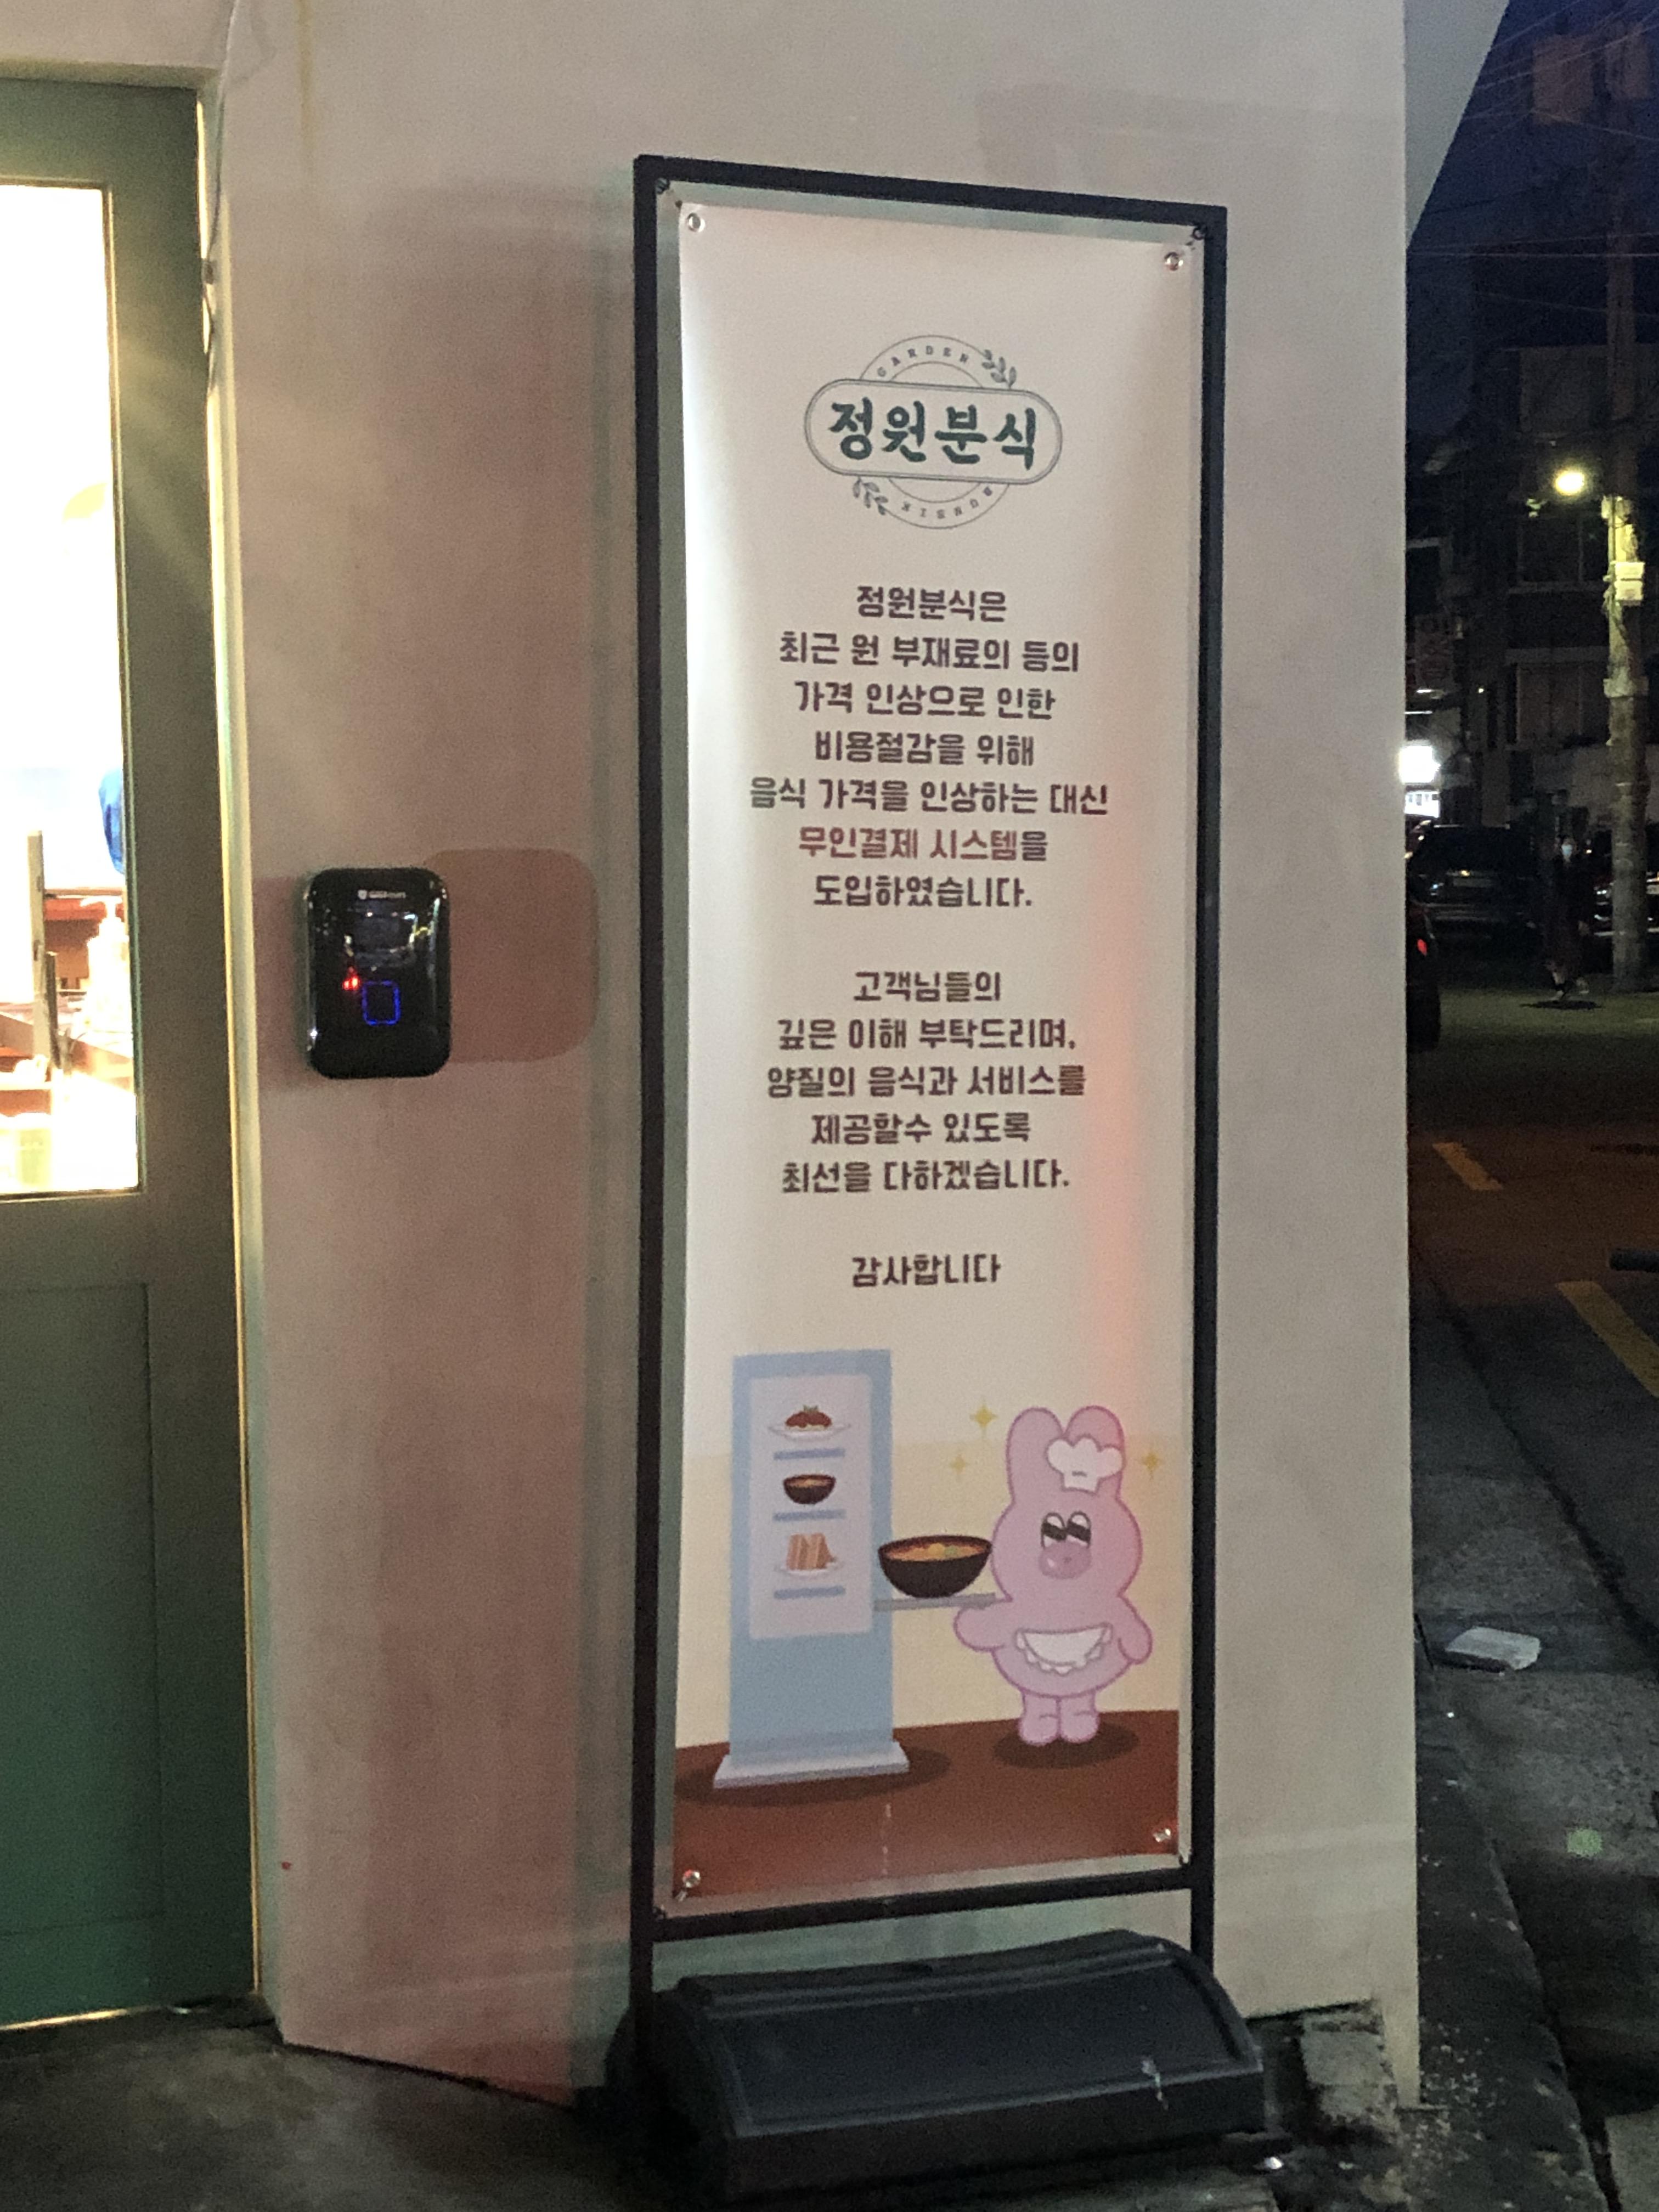 GARDEN
정원분식
BUNSIK
정원분식은
최근 원 부재료의 등의
가격 인상으로 인한
비용절감을 위해
음식 가격을 인상하는 대신
무인결제 시스템을
도입하였습니다.
고객님들의
깊은 이해 부탁드리며,
양질의 음식과 서비스를
제공할수 있도록
최선을 다하겠습니다.
감사합니다